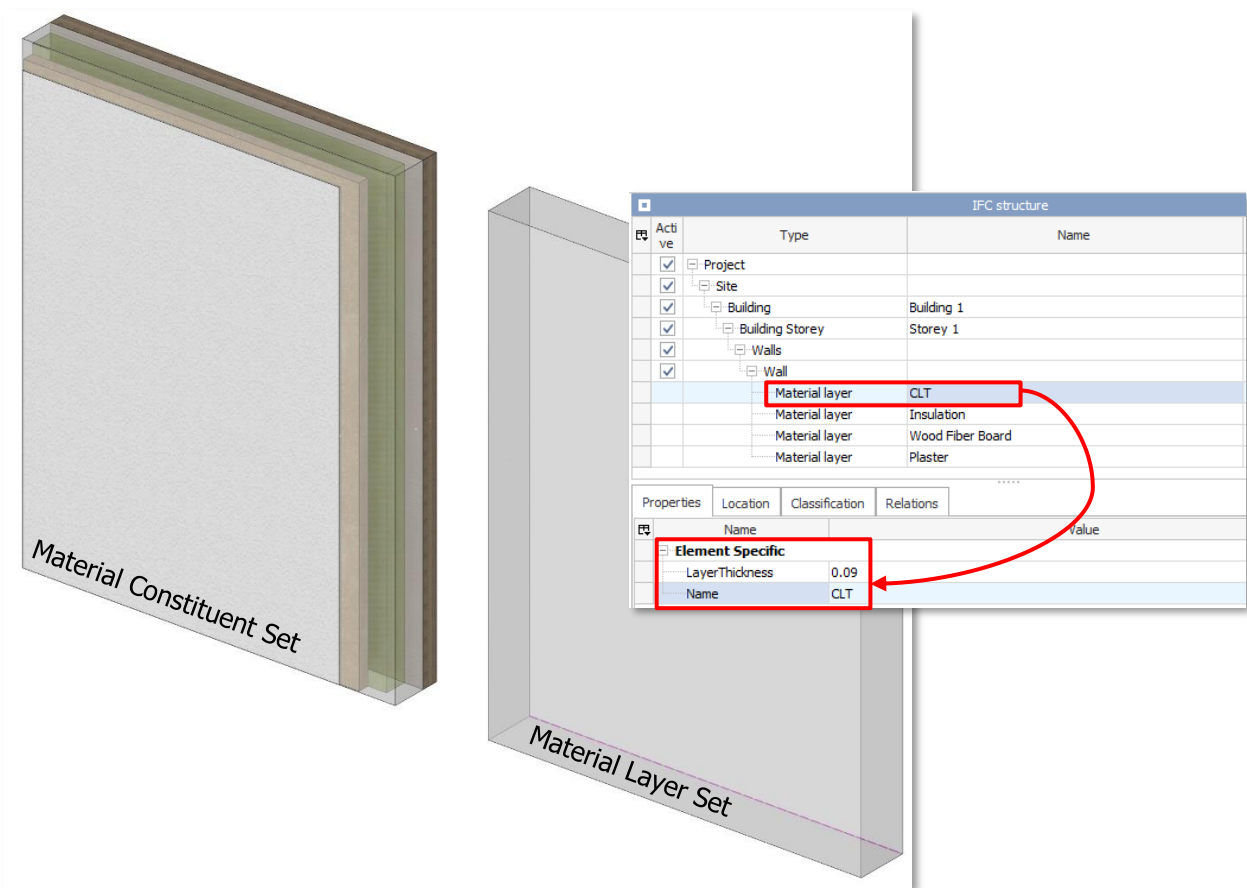 Material Constituent Set
Material Layer Set
IFC structure
Acti
ve
Type
Name
Project
Site
Building Building 1
Building Storey Storey 1
Walls
Wall
Material layer CLT
Material layer Insulation
Material layer Wood Fiber Board
Material layer Plaster
Properties Location Classification Relations
Name Value
Element Specific
LayerThickness 0.09
Name CLT